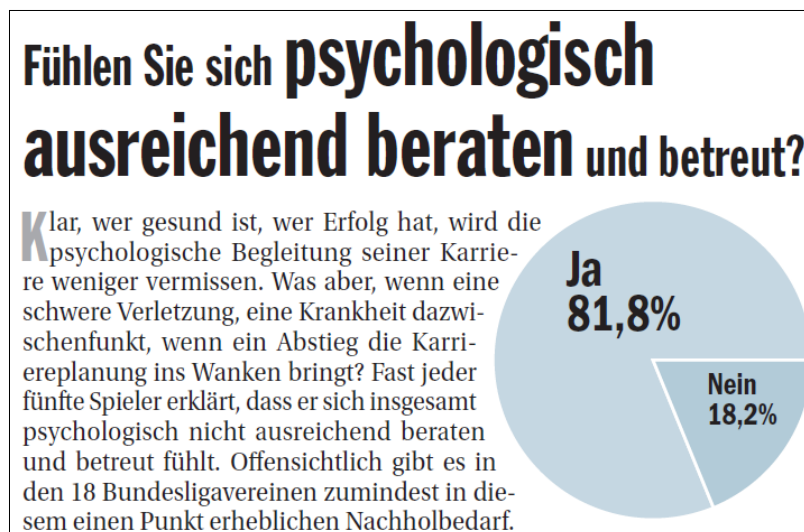 Fühlen Sie sich psychologisch
ausreichend beraten und betreut?
Klar, wer gesund ist, wer Erfolg hat, wird die
psychologische Begleitung seiner Karrie-
re weniger vermissen. Was aber, wenn eine
schwere Verletzung, eine Krankheit dazwi-
schenfunkt, wenn ein Abstieg die Karri-
ereplanung ins Wanken bringt? Fast jeder
fünfte Spieler erklärt, dass er sich insgesamt
psychologisch nicht ausreichend beraten
und betreut fühlt. Offensichtlich gibt es in
den 18 Bundesligavereinen zumindest in die-
sem einen Punkt erheblichen Nachholbedarf.
Ja
81,8%
Nein
18,2%